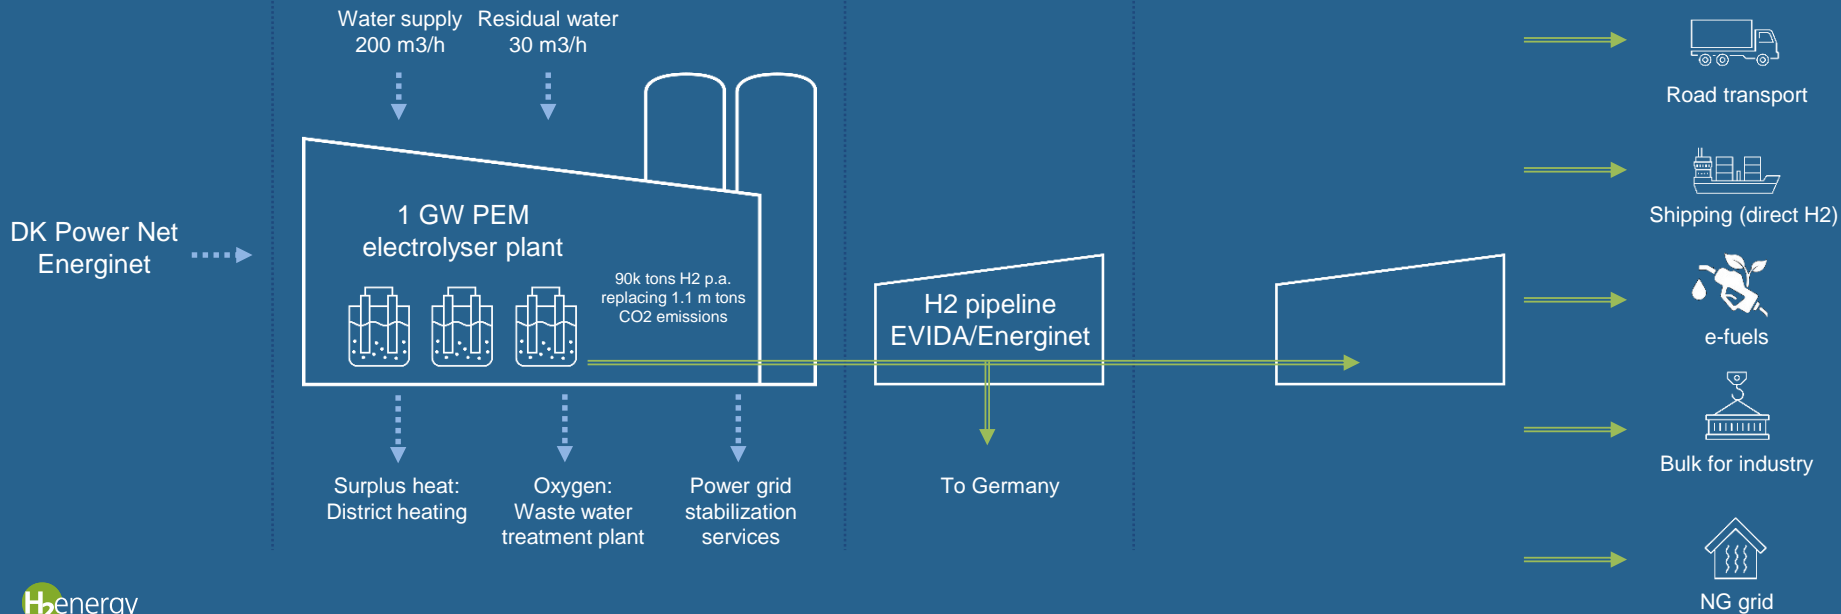 Water supply
200 m3/h
Residual water
30 m3/h
DK Power Net
Energinet
1 GW PEM
electrolyser plant
90k tons H2 p.a.
replacing 1.1 m tons
CO2 emissions
Surplus heat:
District heating
Oxygen:
Waste water
treatment plant
Power grid
stabilization
services
H2 pipeline
EVIDA/Energinet
To Germany
Road transport
Shipping (direct H2)
e-fuels
Bulk for industry
NG grid
H2energy